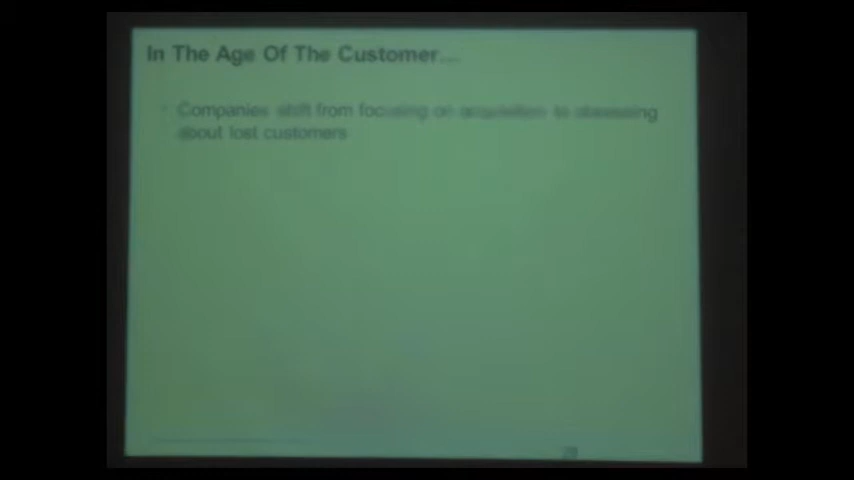 In The Age Of The Customer...
Companies shift from focusing on acquisition to obsessing
about lost customers